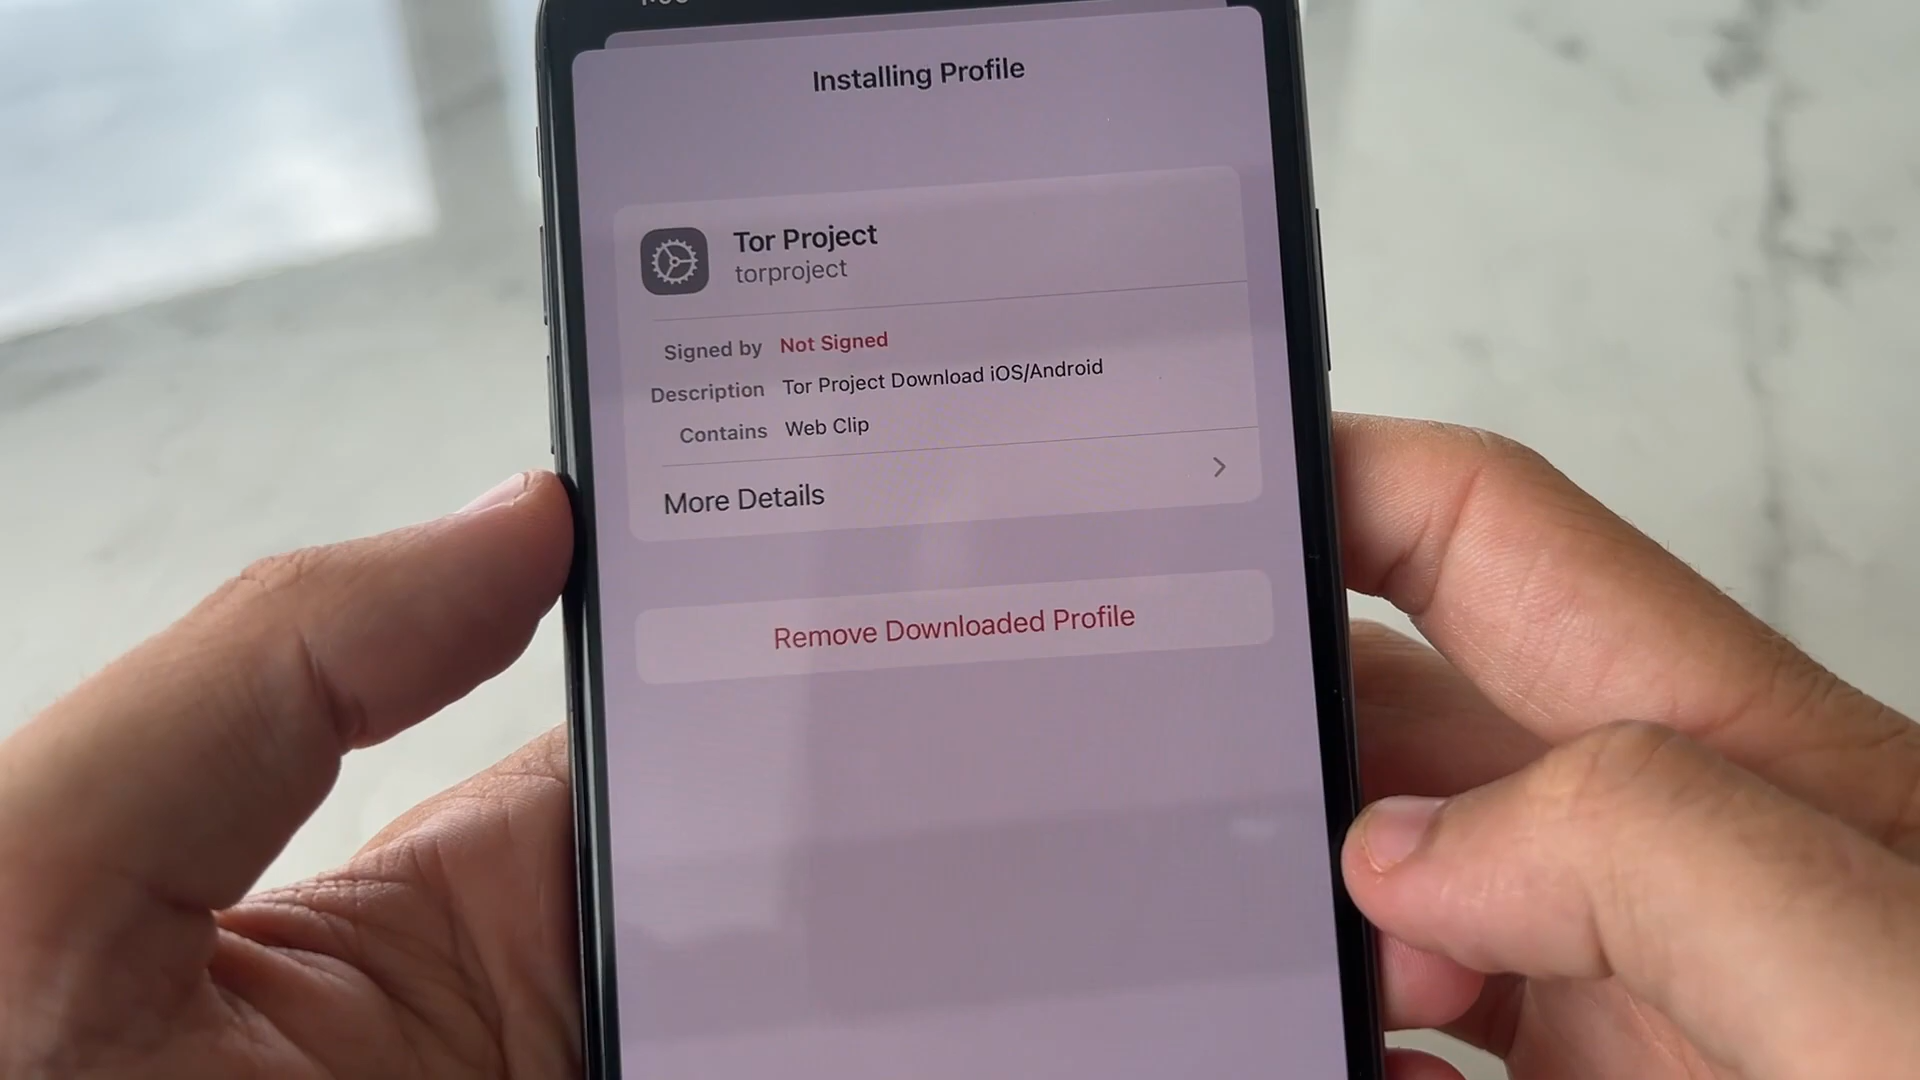 Installing Profile
Tor Project
torproject
Signed by Not Signed
Description Tor Project Download iOS/Android
Contains Web Clip
More Details
Remove Downloaded Profile